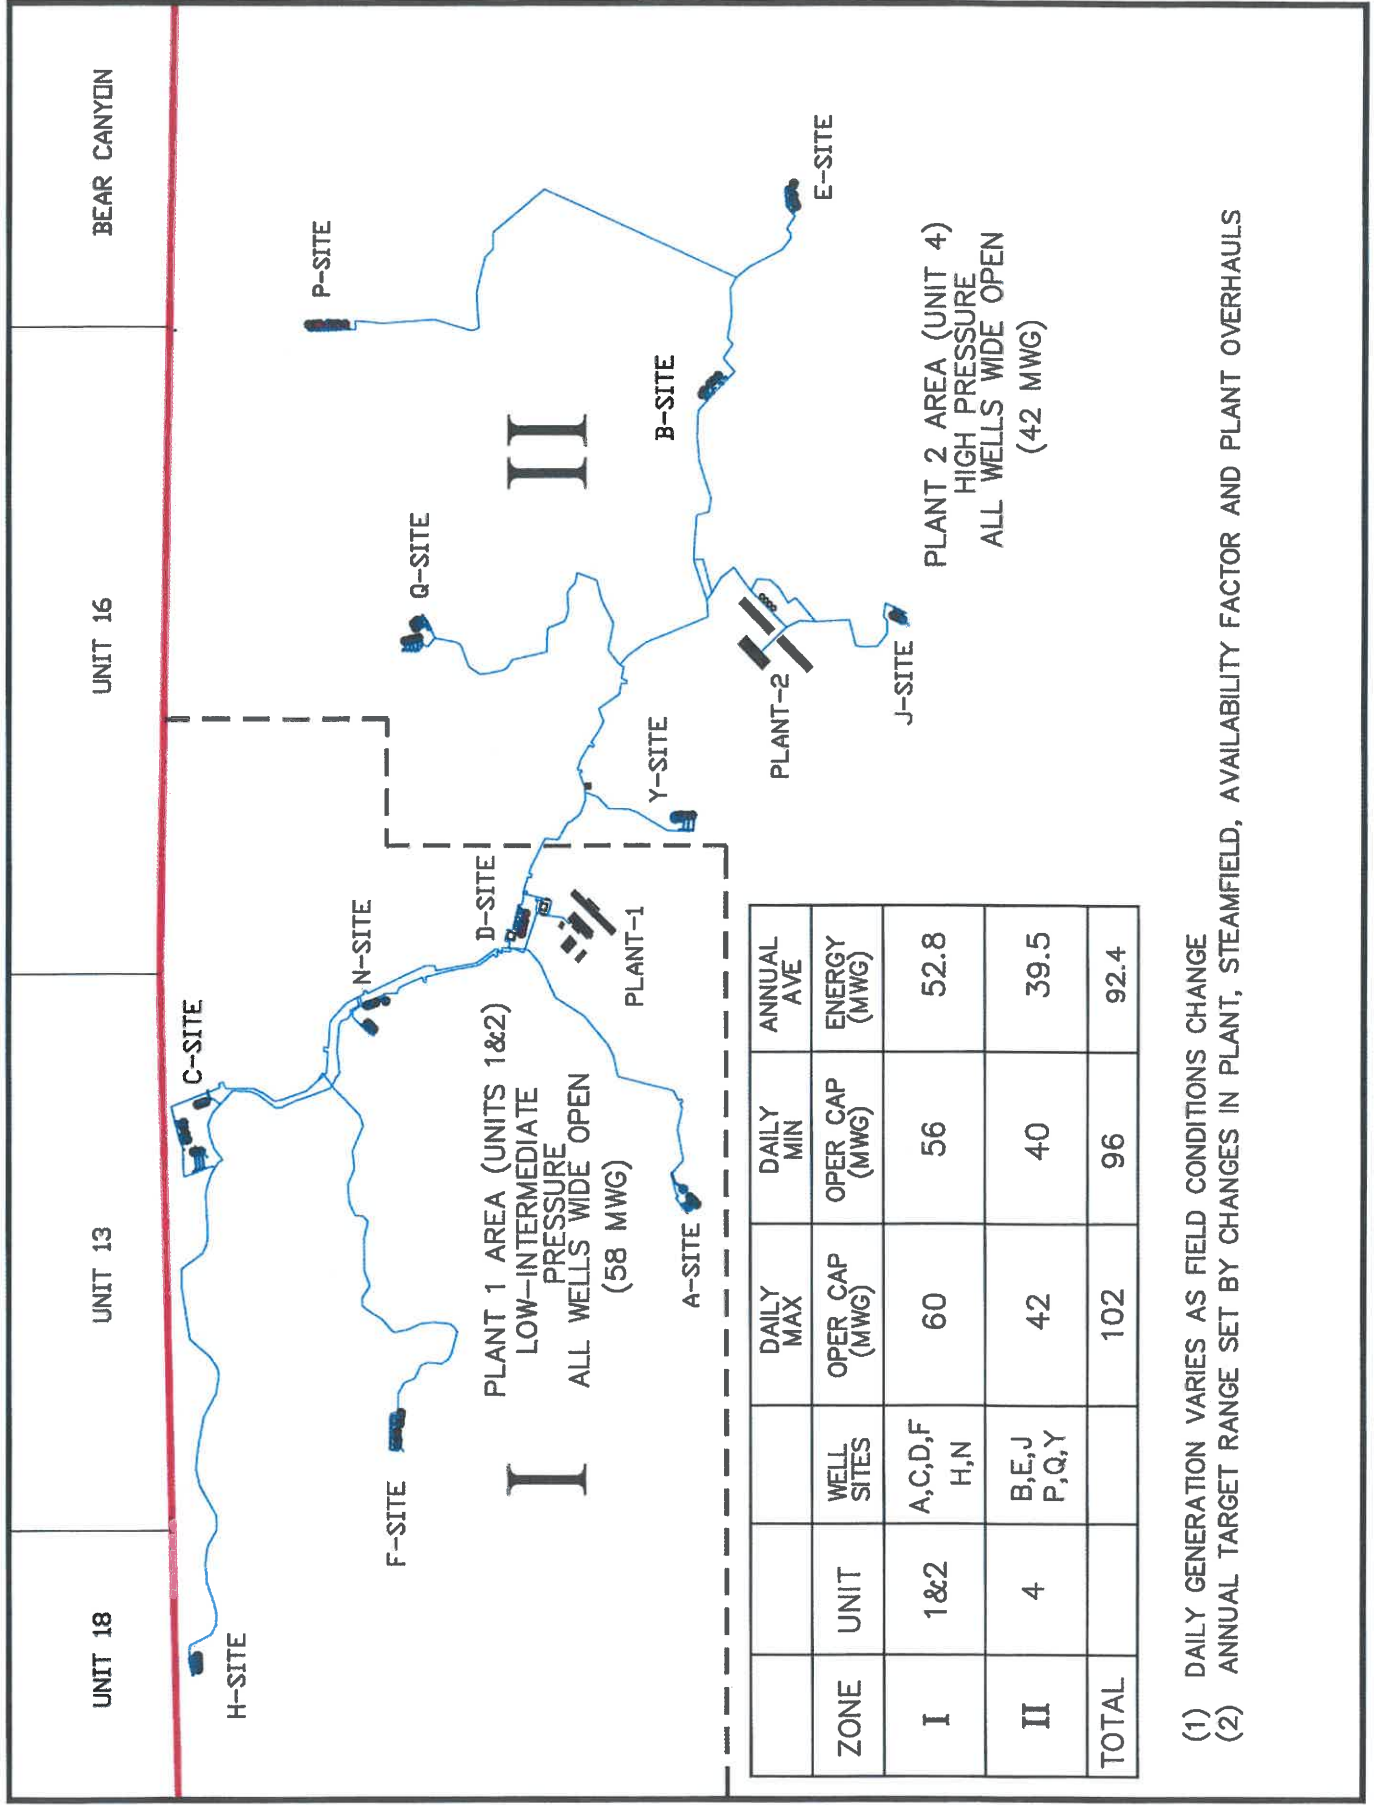 UNIT 18
UNIT 13
UNIT 16
BEAR CANYON
H-SITE
C-SITE
P-SITE
F-SITE
N-SITE
Q-SITE
I
D-SITE
II
PLANT 1 AREA (UNITS 1&2)
LOW-INTERMEDIATE
PRESSURE
ALL WELLS WIDE OPEN
(58 MWG)
PLANT-1
A-SITE
Y-SITE
B-SITE
E-SITE
PLANT-2
J-SITE
PLANT 2 AREA (UNIT 4)
HIGH PRESSURE
ALL WELLS WIDE OPEN
(42 MWG)
DAILY MAX DAILY MIN ANNUAL AVE
ZONE UNIT WELL SITES OPER CAP (MWG) OPER CAP (MWG) ENERGY (MWG)
I 1&2 A,C,D,F H,N 60 56 52.8
II 4 B,E,J P,Q,Y 42 40 39.5
TOTAL 102 96 92.4
(1) DAILY GENERATION VARIES AS FIELD CONDITIONS CHANGE
(2) ANNUAL TARGET RANGE SET BY CHANGES IN PLANT, STEAMFIELD, AVAILABILITY FACTOR AND PLANT OVERHAULS